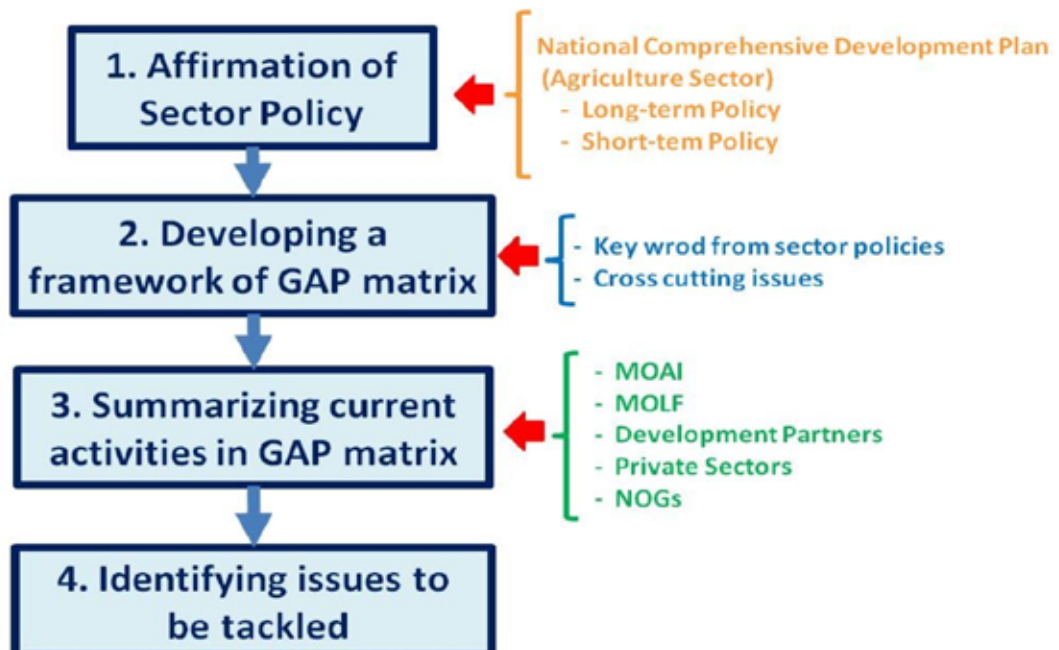 1. Affirmation of
Sector Policy
National Comprehensive Development Plan
(Agriculture Sector)
- Long-term Policy
- Short-tem Policy
2. Developing a
framework of GAP matrix
- Key wrod from sector policies
- Cross cutting issues
3. Summarizing current
activities in GAP matrix
- MOAI
- MOLF
- Development Partners
- Private Sectors
- NOGs
4. Identifying issues to
be tackled